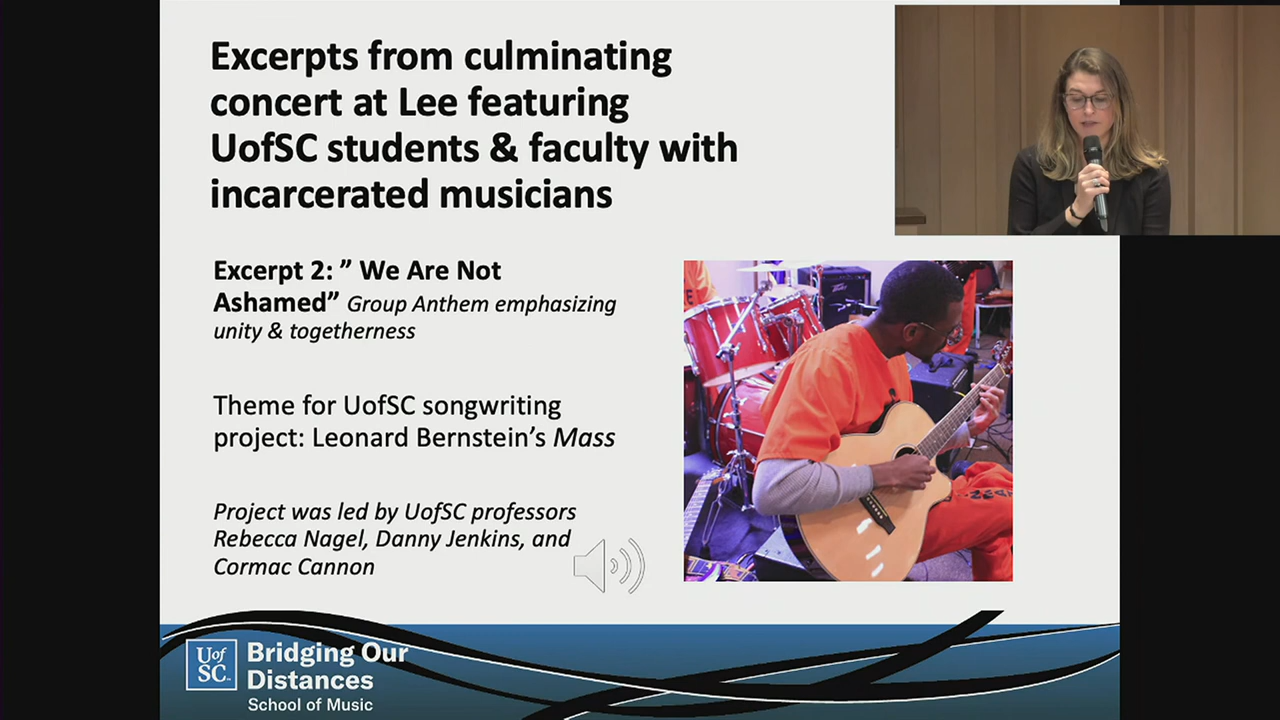 Excerpts from culminating
concert at Lee featuring
UofSC students & faculty with
incarcerated musicians
Excerpt 2: ” We Are Not
Ashamed” Group Anthem emphasizing
unity & togetherness
Theme for UofSC songwriting
project: Leonard Bernstein’s Mass
Project was led by UofSC professors
Rebecca Nagel, Danny Jenkins, and
Cormac Cannon
UofSC
Bridging Our
Distances
School of Music